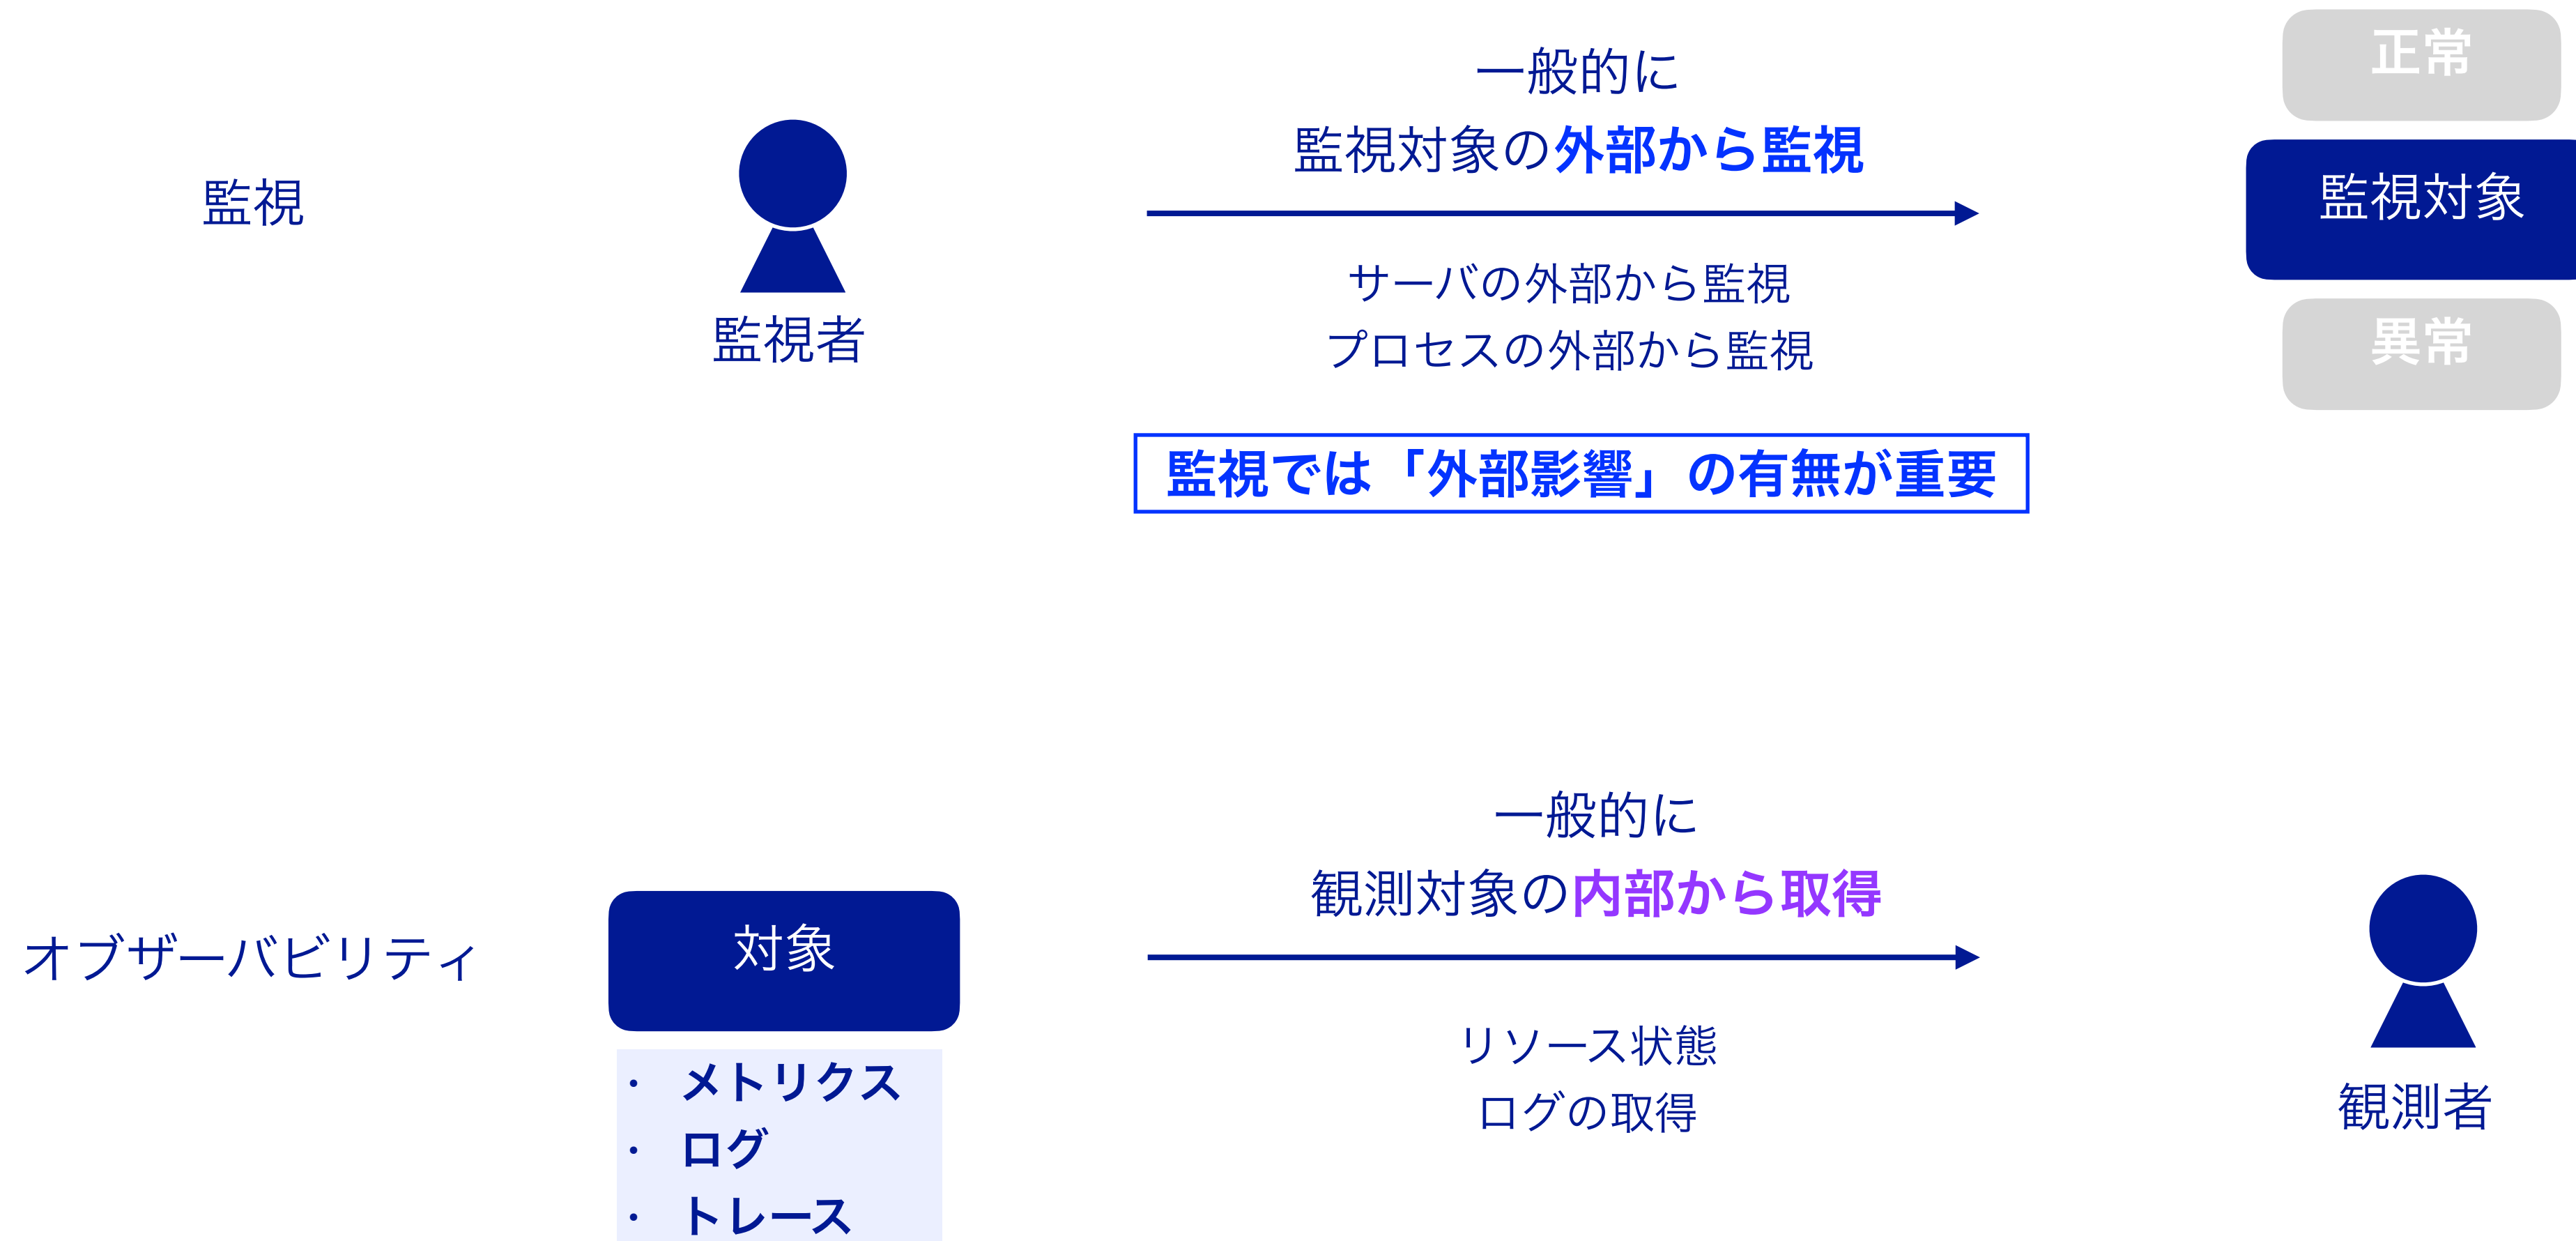 監視
監視者
一般的に
監視対象の外部から監視
サーバの外部から監視
プロセスの外部から監視
監視では「外部影響」の有無が重要
正常
監視対象
異常
オブザーバビリティ
対象
・ メトリクス
・ ログ
・ トレース
一般的に
観測対象の内部から取得
リソース状態
ログの取得
観測者